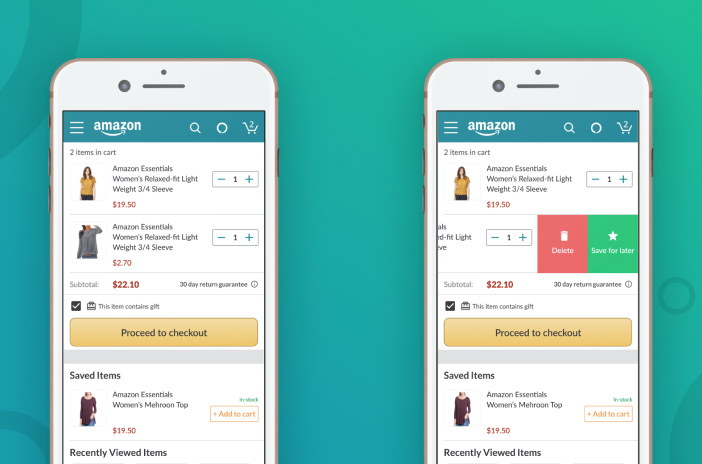 amazon
2
2 items in cart
Amazon Essentials
Women's Relaxed-fit Light
Weight 3/4 Sleeve
− 1 +
$19.50
Amazon Essentials
Women's Relaxed-fit Light
Weight 3/4 Sleeve
− 1 +
$2.70
Subtotal: $22.10 30 day return guarantee
This item contains gift
Proceed to checkout
Saved Items
Amazon Essentials
Women's Mehroon Top
In-stock
+ Add to cart
$19.50
Recently Viewed Items
amazon
2
2 items in cart
Amazon Essentials
Women's Relaxed-fit Light
Weight 3/4 Sleeve
− 1 +
$19.50
als
ed-fit Light
eve
− 1 +
Delete
Save for later
Subtotal: $22.10 30 day return guarantee
This item contains gift
Proceed to checkout
Saved Items
Amazon Essentials
Women's Mehroon Top
In-stock
+ Add to cart
$19.50
Recently Viewed Items